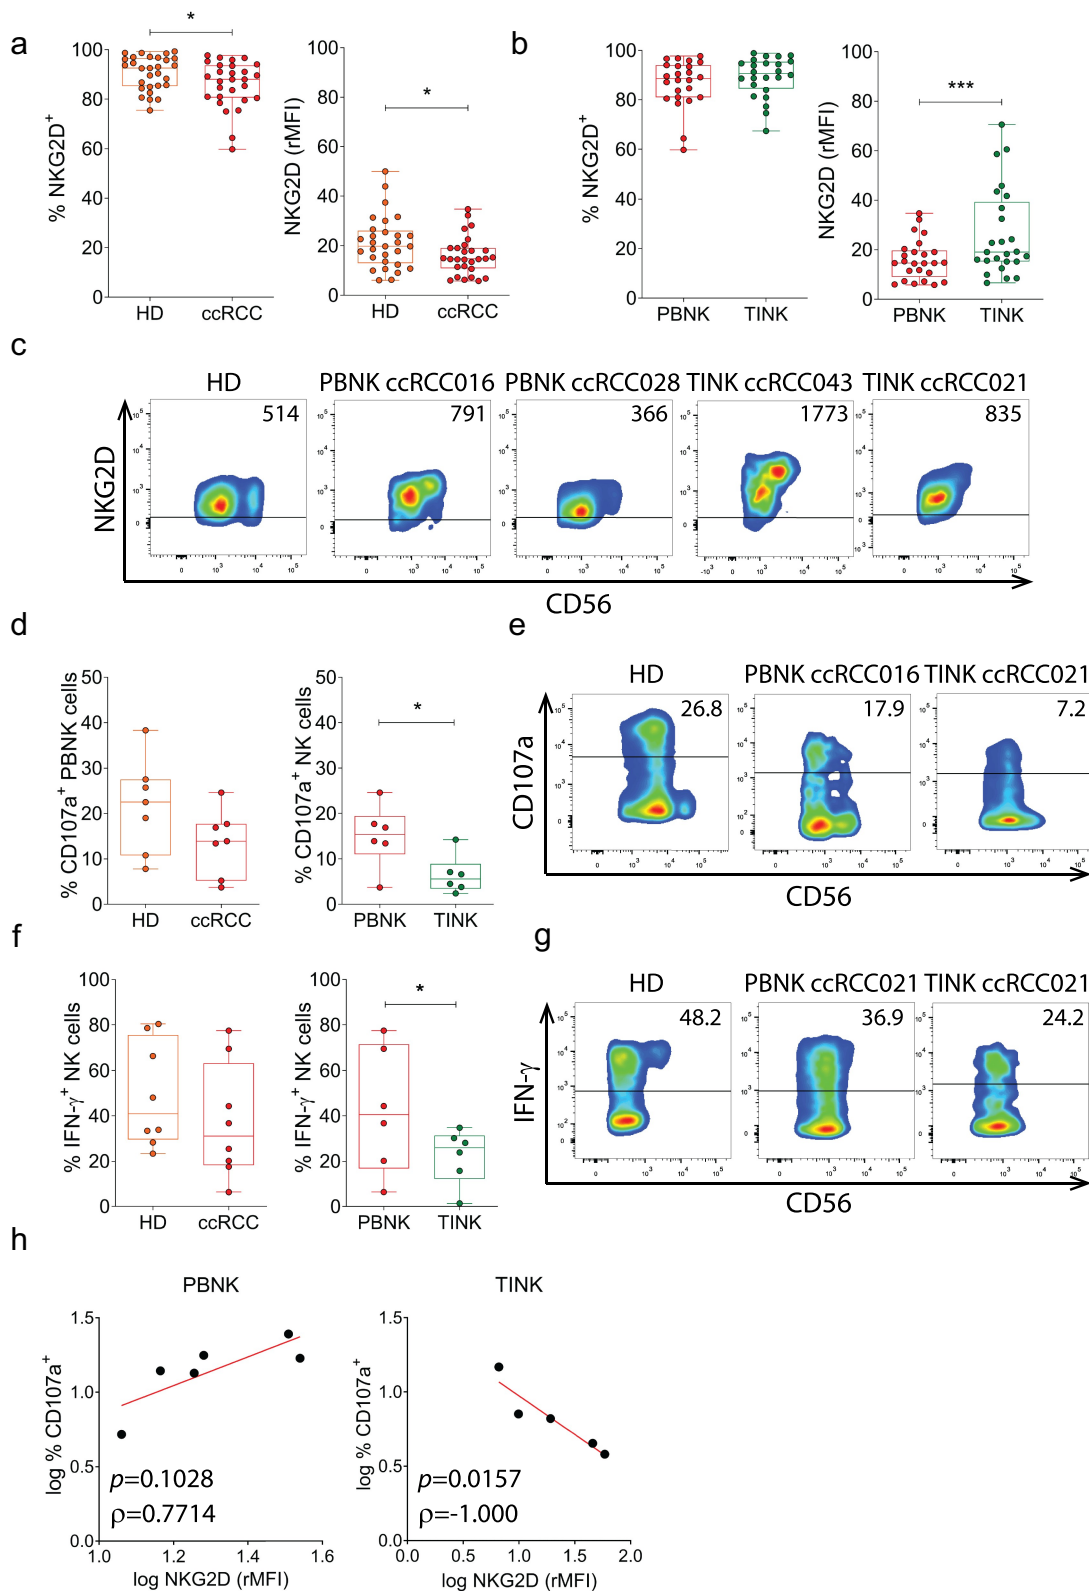 a
*
100
80
60
40
20
0
% NKG2D+
HD
ccRCC
*
100
80
60
40
20
0
NKG2D (rMFI)
HD
ccRCC
b
100
80
60
40
20
0
% NKG2D+
PBNK
TINK
***
100
80
60
40
20
0
NKG2D (rMFI)
PBNK
TINK
c
HD
PBNK ccRCC016
PBNK ccRCC028
TINK ccRCC043
TINK ccRCC021
514
791
366
1773
835
NKG2D
CD56
d
50
40
30
20
10
0
% CD107a+ PBNK cells
HD
ccRCC
*
50
40
30
20
10
0
% CD107a+ NK cells
PBNK
TINK
e
HD
PBNK ccRCC016
TINK ccRCC021
26.8
17.9
7.2
CD107a
CD56
f
100
80
60
40
20
0
% IFN-γ+ NK cells
HD
ccRCC
*
100
80
60
40
20
0
% IFN-γ+ NK cells
PBNK
TINK
g
HD
PBNK ccRCC021
TINK ccRCC021
48.2
36.9
24.2
IFN-γ
CD56
h
PBNK
1.5
1.0
0.5
0.0
log % CD107a+
p=0.1028
ρ=0.7714
1.0 1.2 1.4 1.6
log NKG2D (rMFI)
TINK
1.5
1.0
0.5
0.0
log % CD107a+
p=0.0157
ρ=-1.000
0.0 0.5 1.0 1.5 2.0
log NKG2D (rMFI)